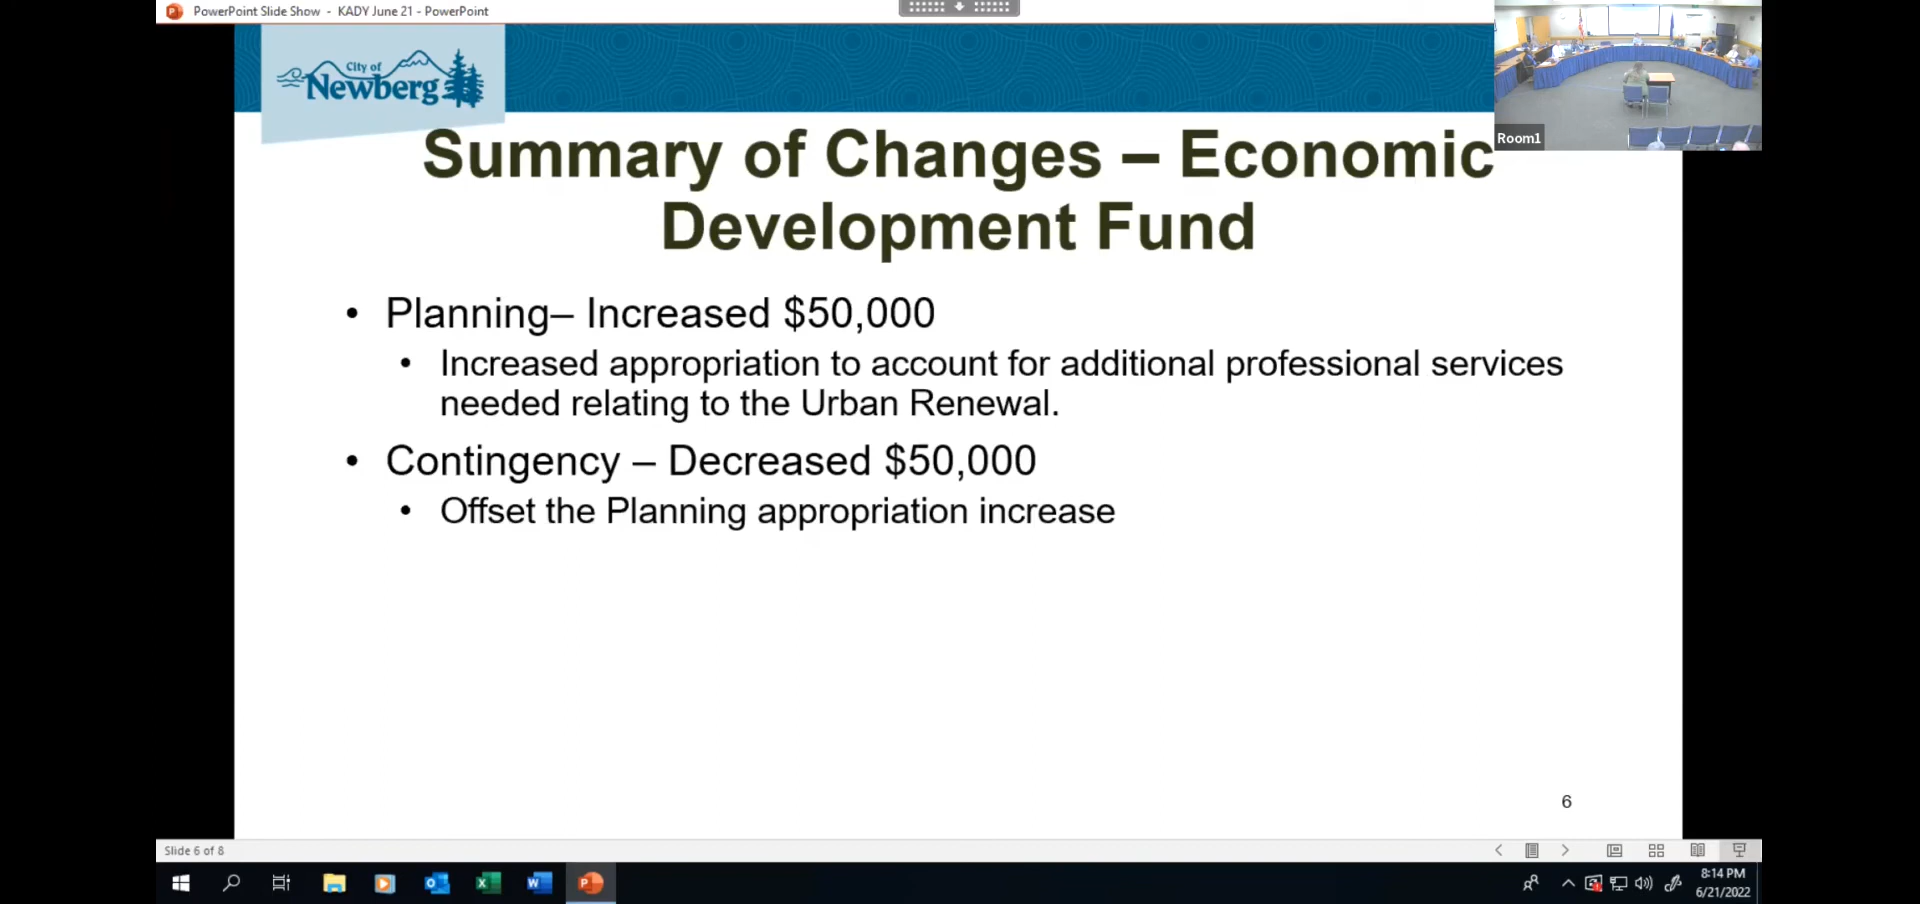 PowerPoint Slide Show - KADY June 21 - PowerPoint
City of
Newberg
Room1
Summary of Changes – Economic
Development Fund
• Planning– Increased $50,000
• Increased appropriation to account for additional professional services
needed relating to the Urban Renewal.
• Contingency – Decreased $50,000
• Offset the Planning appropriation increase
6
Slide 6 of 8
8:14 PM
6/21/2022